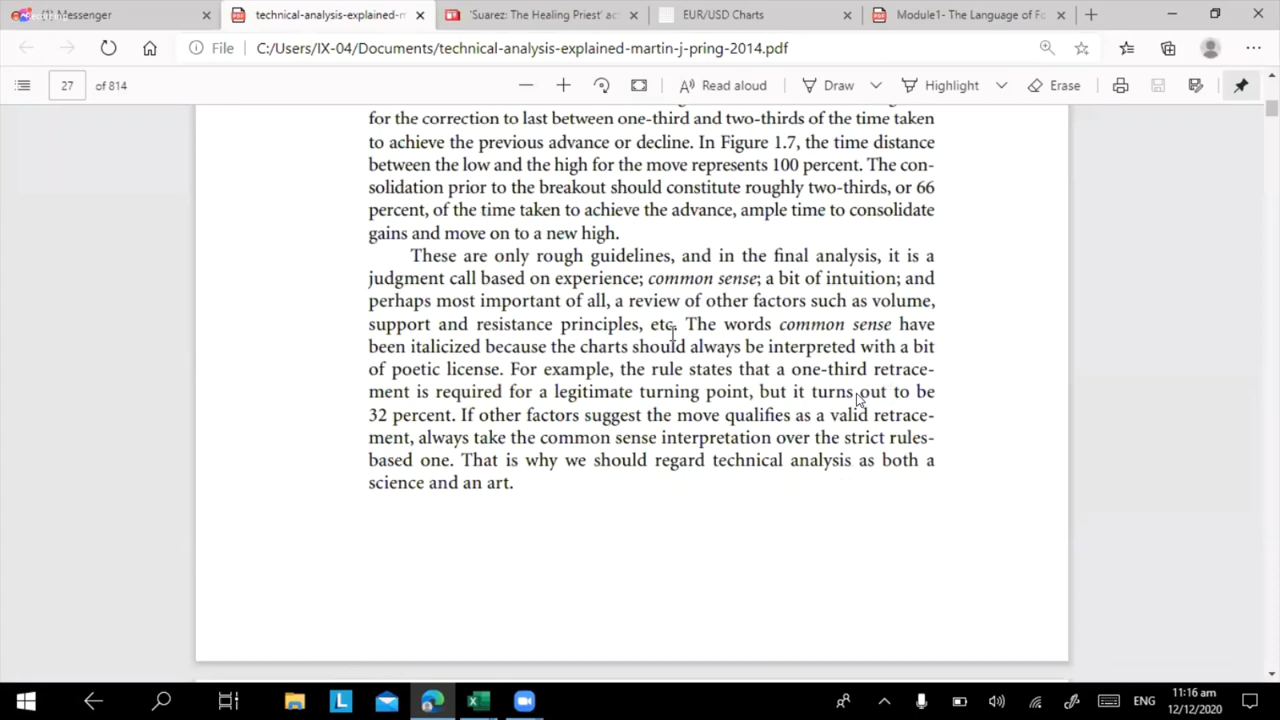 (1) Messenger
technical-analysis-explained-m
'Suarez: The Healing Priest' ac
EUR/USD Charts
Module1- The Language of Fo
File
C:/Users/IX-04/Documents/technical-analysis-explained-martin-j-pring-2014.pdf
27 of 814
Read aloud
Draw
Highlight
Erase
for the correction to last between one-third and two-thirds of the time taken
to achieve the previous advance or decline. In Figure 1.7, the time distance
between the low and the high for the move represents 100 percent. The con-
solidation prior to the breakout should constitute roughly two-thirds, or 66
percent, of the time taken to achieve the advance, ample time to consolidate
gains and move on to a new high.
These are only rough guidelines, and in the final analysis, it is a
judgment call based on experience; common sense; a bit of intuition; and
perhaps most important of all, a review of other factors such as volume,
support and resistance principles, etc. The words common sense have
been italicized because the charts should always be interpreted with a bit
of poetic license. For example, the rule states that a one-third retrace-
ment is required for a legitimate turning point, but it turns out to be
32 percent. If other factors suggest the move qualifies as a valid retrace-
ment, always take the common sense interpretation over the strict rules-
based one. That is why we should regard technical analysis as both a
science and an art.
ENG
11:16 am
12/12/2020